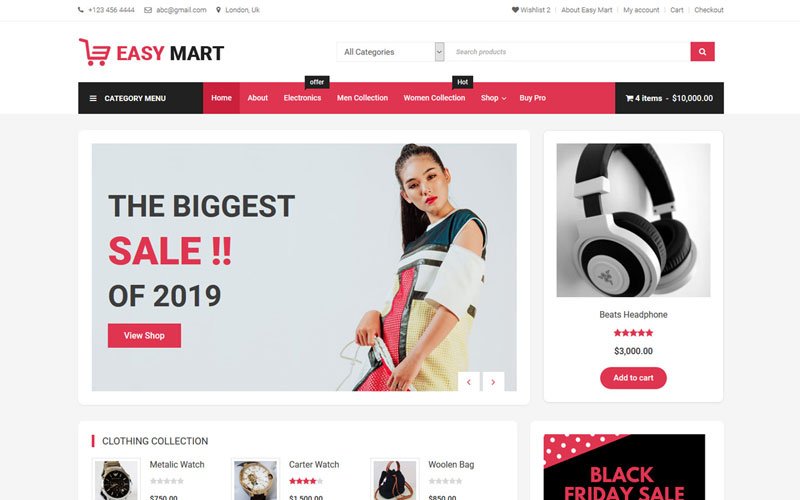 +123 456 4444 abc@gmail.com London, Uk Wishlist 2 About Easy Mart My account Cart Checkout
EASY MART
All Categories Search products
offer Hot
CATEGORY MENU Home About Electronics Men Collection Women Collection Shop Buy Pro 4 items - $10,000.00
THE BIGGEST
SALE !!
OF 2019
View Shop
Beats Headphone
$3,000.00
Add to cart
CLOTHING COLLECTION
Metalic Watch Carter Watch Woolen Bag
$750.00 $1,500.00 $850.00
BLACK
FRIDAY SALE